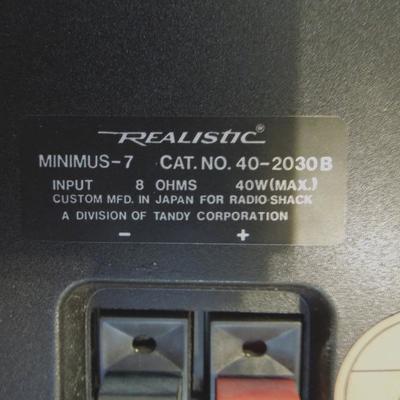 REALISTIC®
MINIMUS-7 CAT. NO. 40-2030B
INPUT 8 OHMS 40W(MAX.)
CUSTOM MFD. IN JAPAN FOR RADIO SHACK
A DIVISION OF TANDY CORPORATION
− +